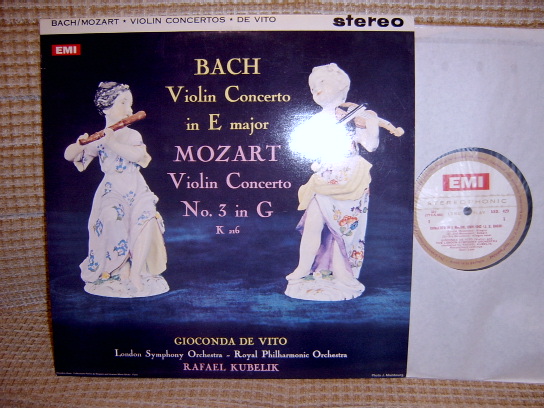 BACH/MOZART • VIOLIN CONCERTOS • DE VITO
stereo
EMI
BACH
Violin Concerto
in E major
MOZART
Violin Concerto
No. 3 in G
K 216
GIOCONDA DE VITO
London Symphony Orchestra – Royal Philharmonic Orchestra
RAFAEL KUBELIK
EMI
STEREOPHONIC